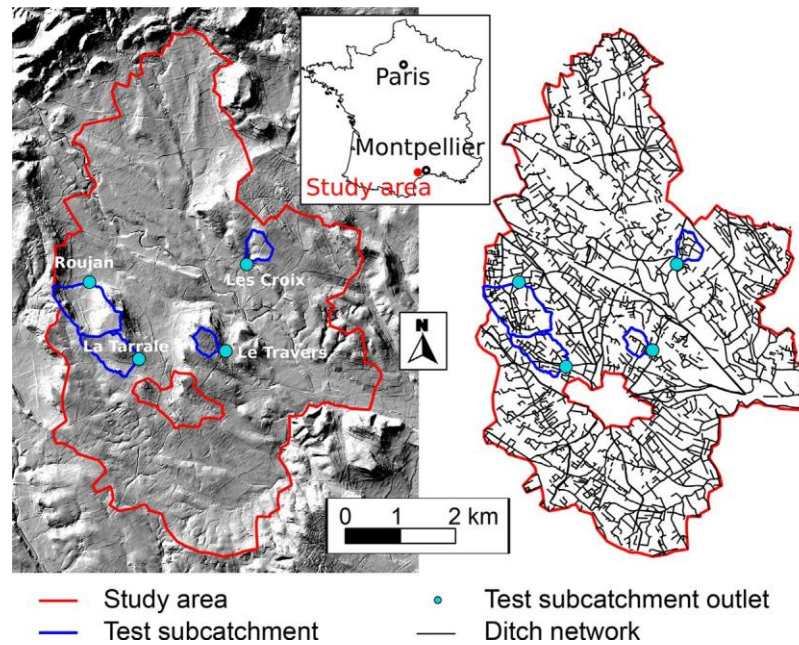 Paris
Montpellier
Study area
Roujan
Les Croix
La Tarrale
Le Travers
N
0 1 2 km
Study area
Test subcatchment outlet
Test subcatchment
Ditch network